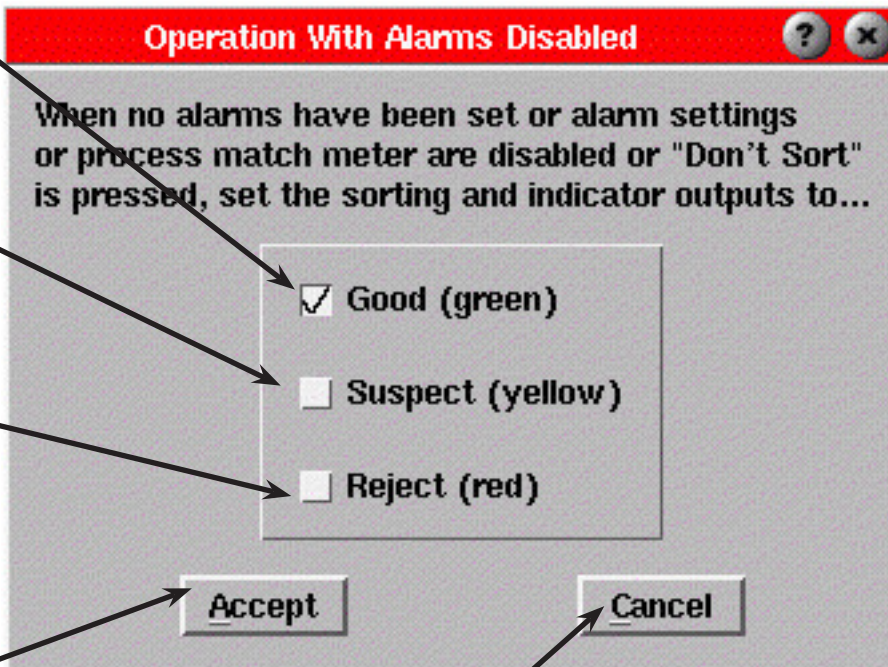 Operation With Alarms Disabled ? x
When no alarms have been set or alarm settings
or process match meter are disabled or "Don't Sort"
is pressed, set the sorting and indicator outputs to...
Good (green)
Suspect (yellow)
Reject (red)
Accept Cancel